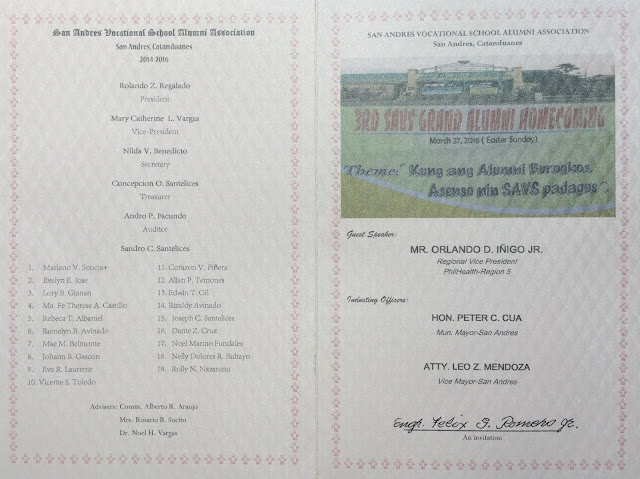 San Andres Vocational School Alumni Association
San Andres, Catanduanes
2014-2016
Rolando Z. Regalado
President
Mary Catherine L. Vargas
Vice-President
Nilda V. Benedicto
Secretary
Concepcion O. Santelices
Treasurer
Andro P. Facundo
Auditor
Sandro C. Santelices
1. Mariano V. Soneja+
2. Evelyn E. Jose
3. Lory B. Ginnan
4. Ma. Fe Theresa A. Castillo
5. Rebeca T. Albaniel
6. Remelyn B. Avinado
7. Mae M. Belmonte
8. Johann B. Gascon
9. Eva R. Laurente
10. Vicente S. Toledo
11. Corazon V. Piñera
12. Allan P. Temones
13. Edwin T. Gil
14. Rizaldy Avinado
15. Joseph C. Santelices
16. Dante Z. Cruz
17. Noel Marino Fundales
18. Nelly Dolores R. Buhayo
19. Rolly N. Nazareno
Advisers: Comm. Alberto R. Araojo
Mrs. Rosario B. Socito
Dr. Noel H. Vargas
SAN ANDRES VOCATIONAL SCHOOL ALUMNI ASSOCIATION
San Andres, Catanduanes
3RD SAVS GRAND ALUMNI HOMECOMING
March 27, 2016 ( Easter Sunday)
Theme: " Kung ang Alumni Burogkos,
Asenso nin SAVS padagos ".
Guest Speaker:
MR. ORLANDO D. IÑIGO JR.
Regional Vice President
PhilHealth-Region 5
Inducting Officers:
HON. PETER C. CUA
Mun. Mayor-San Andres
ATTY. LEO Z. MENDOZA
Vice Mayor-San Andres
Engr. Felix S. Romero Jr.
An invitation